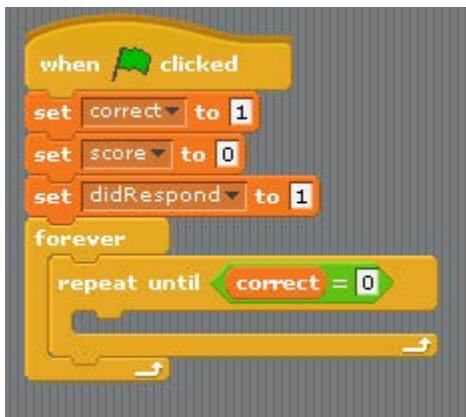 when clicked
set correct to 1
set score to 0
set didRespond to 1
forever
repeat until correct = 0